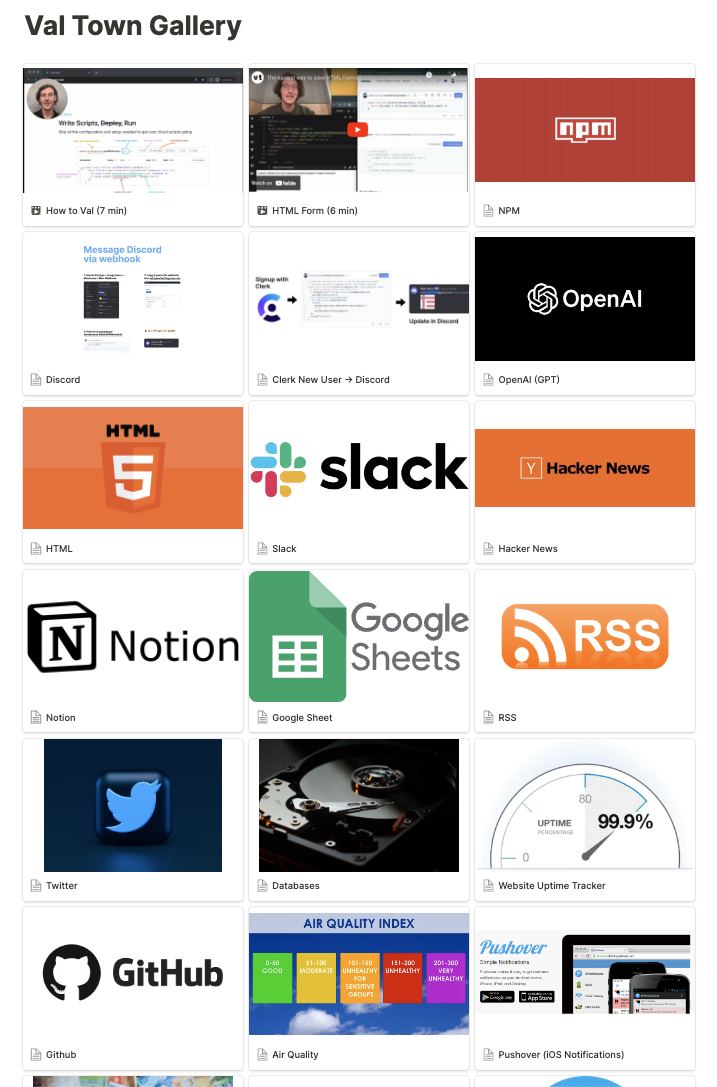 Val Town Gallery
Write Scripts, Deploy, Run
Skip all the configuration and setup needed to get your cloud scripts going.
How to Val (7 min)
vt
The easiest way to save HTML Form
Watch on YouTube
HTML Form (6 min)
npm
NPM
Message Discord
via webhook
Discord
Signup with
Clerk
Update in Discord
Clerk New User → Discord
OpenAI
OpenAI (GPT)
HTML
5
HTML
slack
Slack
Y Hacker News
Hacker News
N Notion
Notion
Google
Sheets
Google Sheet
RSS
RSS
Twitter
Databases
80
UPTIME
PERCENTAGE
99.9%
0
Website Uptime Tracker
GitHub
Github
AIR QUALITY INDEX
0-50
GOOD
51-100
MODERATE
101-150
UNHEALTHY
FOR
SENSITIVE
GROUPS
151-200
UNHEALTHY
201-300
VERY
UNHEALTHY
Air Quality
Pushover
Simple Notifications
Google play
App Store
Pushover (iOS Notifications)